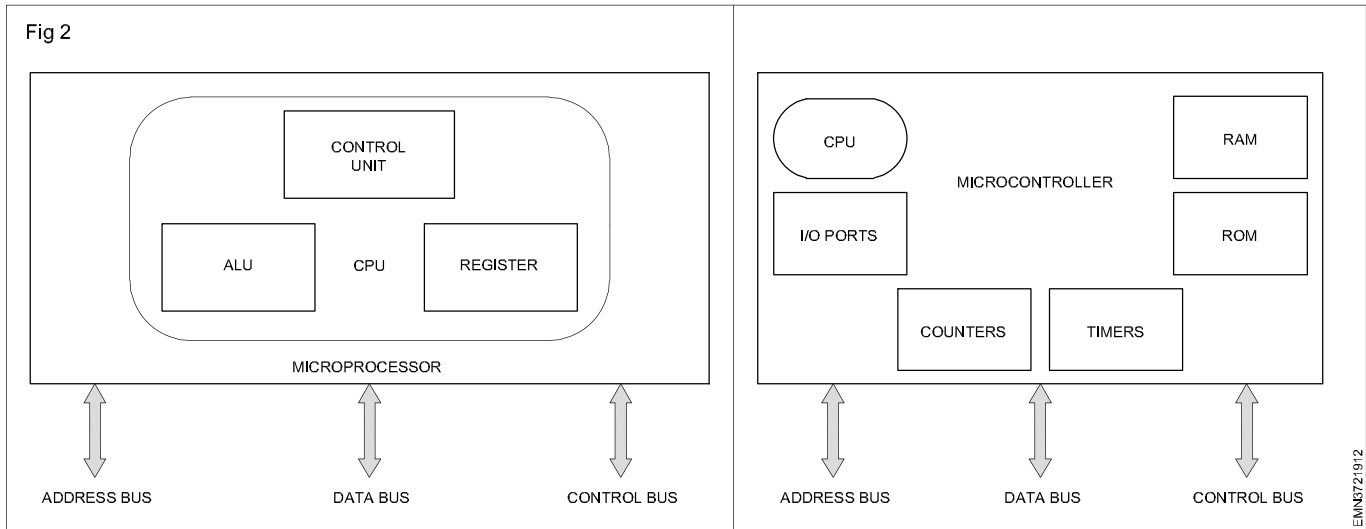 Fig 2
CONTROL
UNIT
ALU
CPU
REGISTER
MICROPROCESSOR
ADDRESS BUS
DATA BUS
CONTROL BUS
CPU
RAM
MICROCONTROLLER
I/O PORTS
ROM
COUNTERS
TIMERS
ADDRESS BUS
DATA BUS
CONTROL BUS
EMN3721912